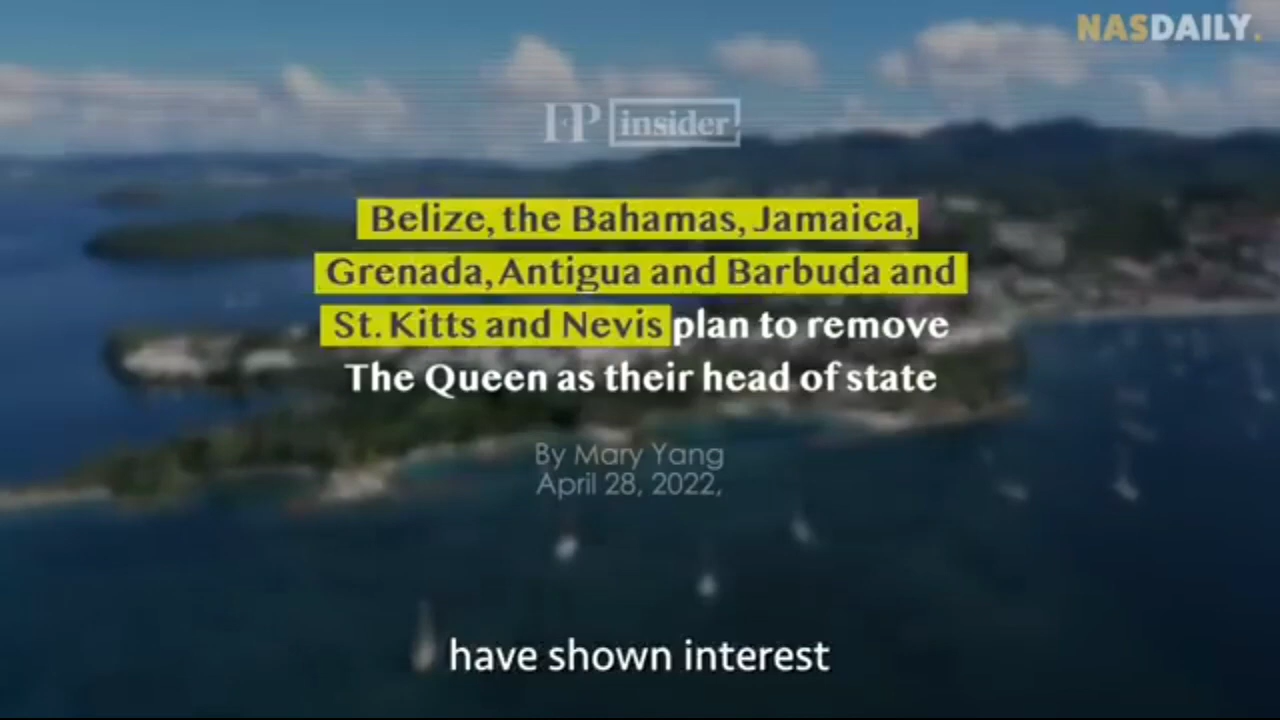 NASDAILY.
FP insider
Belize, the Bahamas, Jamaica,
Grenada, Antigua and Barbuda and
St. Kitts and Nevis plan to remove
The Queen as their head of state
By Mary Yang
April 28, 2022,
have shown interest